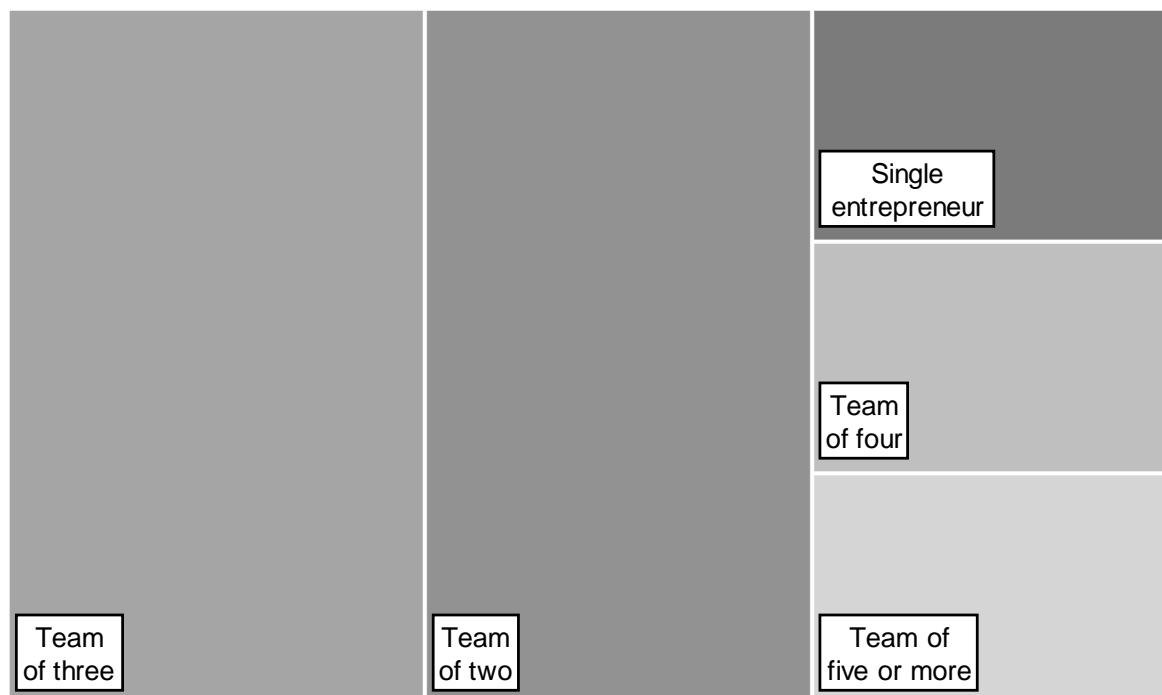 Single
entrepreneur
Team
of four
Team
of three
Team
of two
Team of
five or more